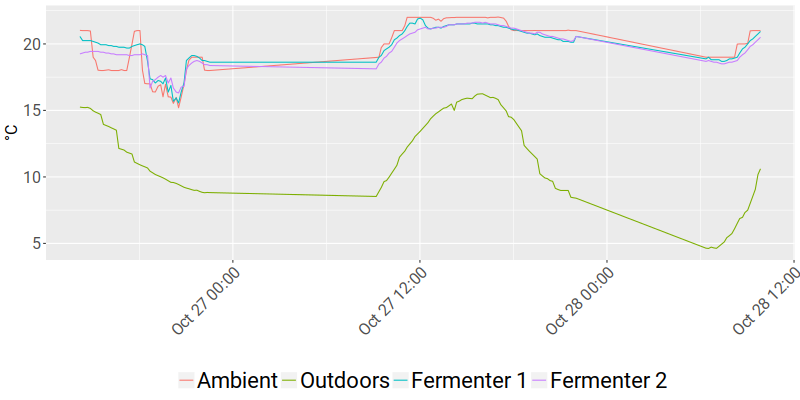 20
15
10
5
°C
Oct 27 00:00
Oct 27 12:00
Oct 28 00:00
Oct 28 12:00
Ambient Outdoors Fermenter 1 Fermenter 2